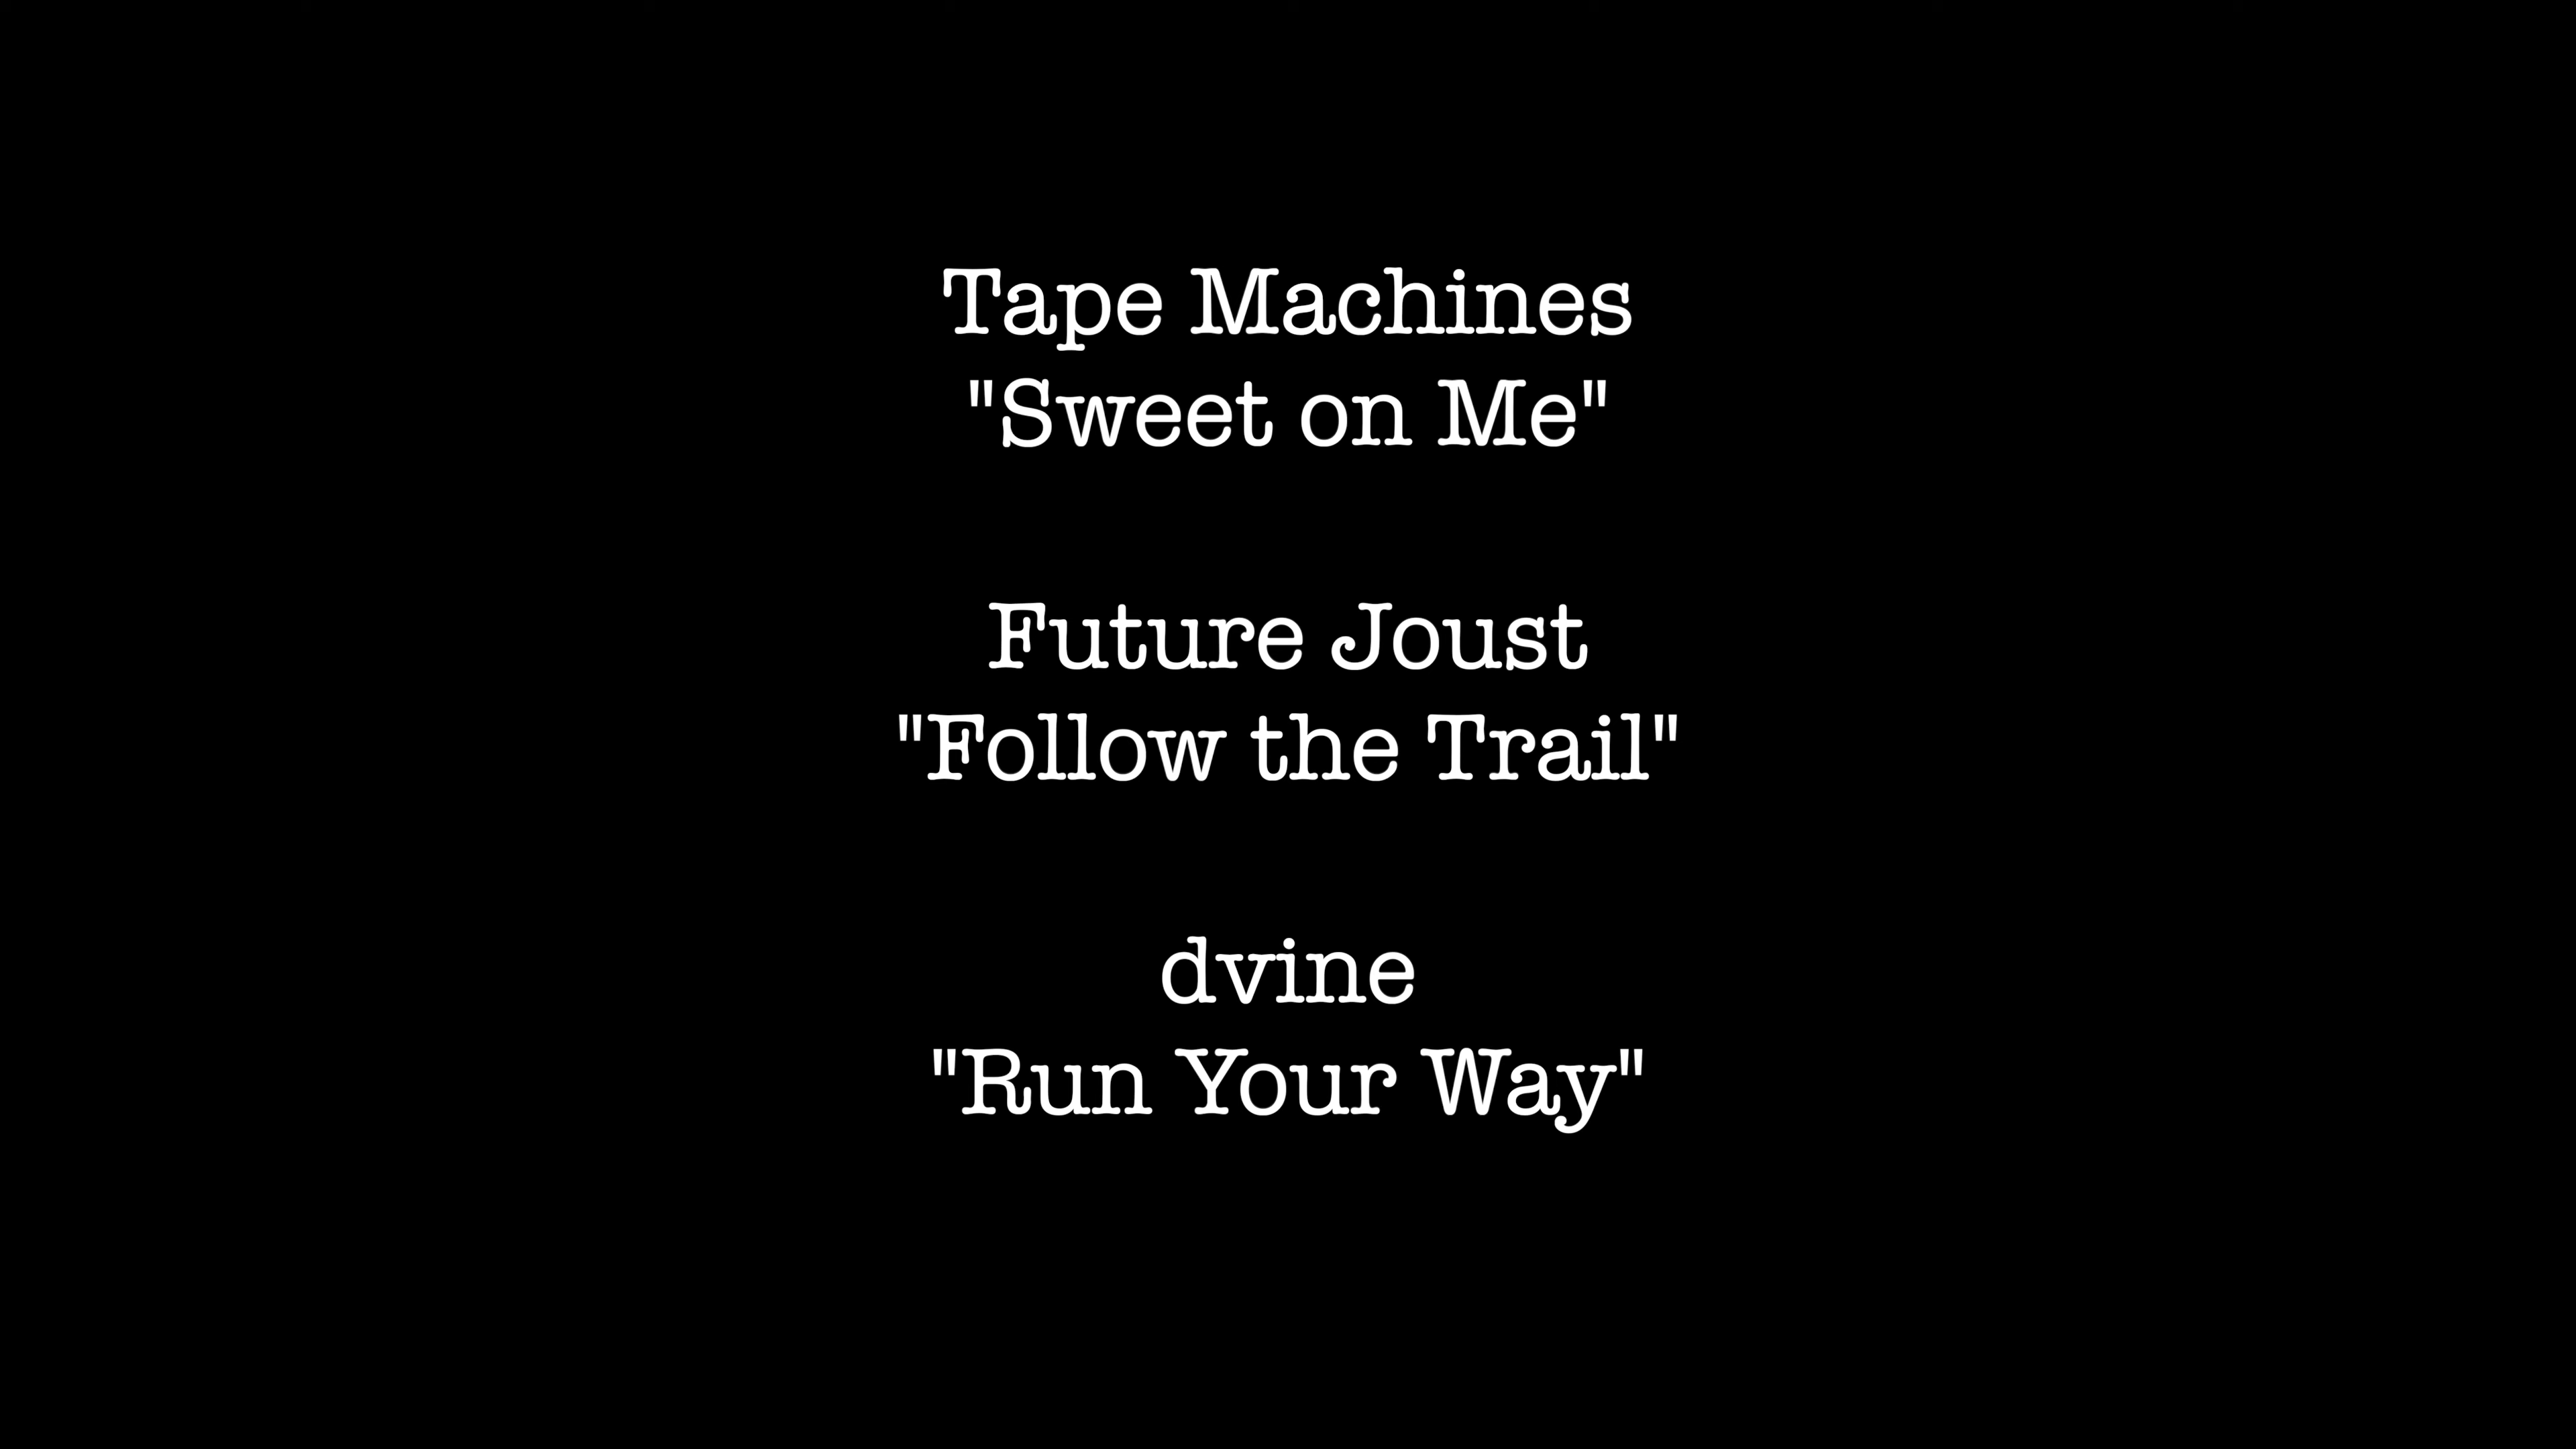 Tape Machines
"Sweet on Me"
Future Joust
"Follow the Trail"
dvine
"Run Your Way"